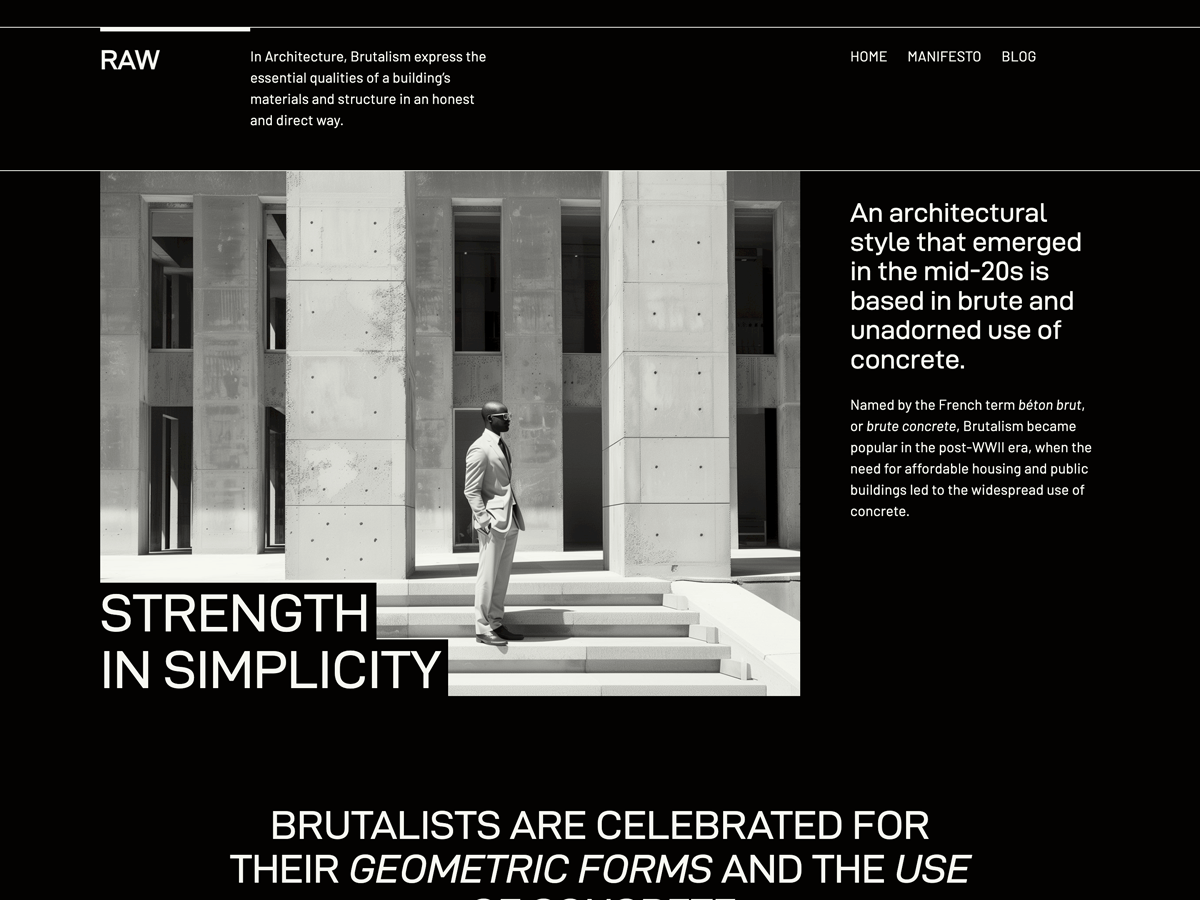 RAW
In Architecture, Brutalism express the
essential qualities of a building’s
materials and structure in an honest
and direct way.
HOME MANIFESTO BLOG
An architectural
style that emerged
in the mid-20s is
based in brute and
unadorned use of
concrete.
Named by the French term béton brut,
or brute concrete, Brutalism became
popular in the post-WWII era, when the
need for affordable housing and public
buildings led to the widespread use of
concrete.
STRENGTH
IN SIMPLICITY
BRUTALISTS ARE CELEBRATED FOR
THEIR GEOMETRIC FORMS AND THE USE